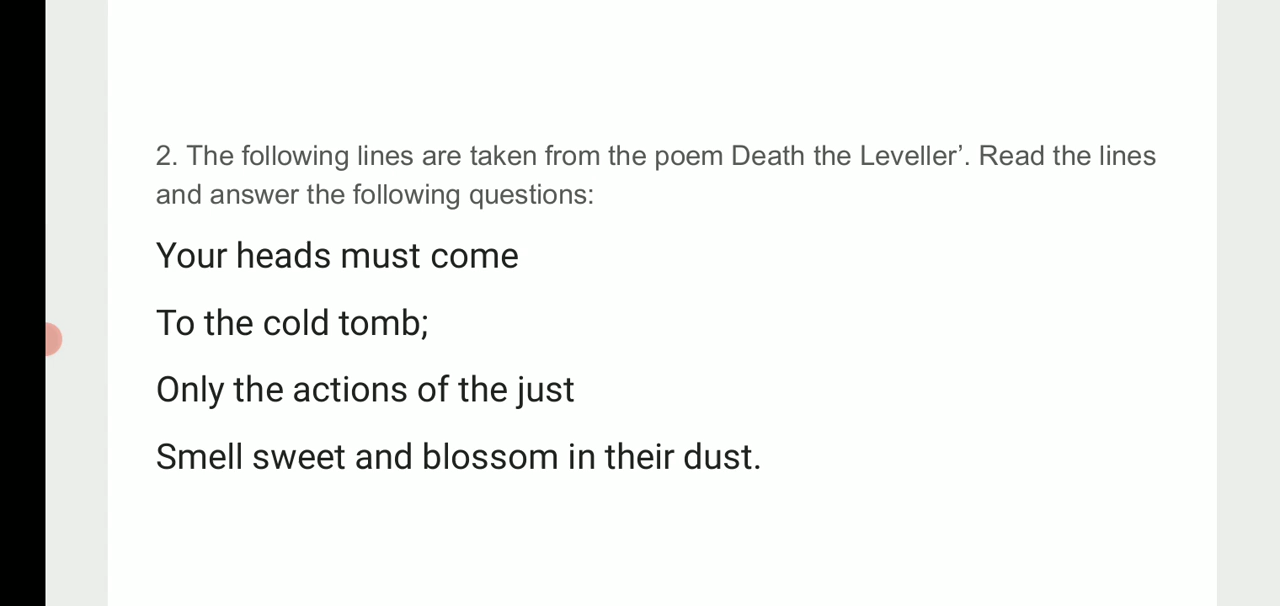 2. The following lines are taken from the poem Death the Leveller’. Read the lines
and answer the following questions:
Your heads must come
To the cold tomb;
Only the actions of the just
Smell sweet and blossom in their dust.